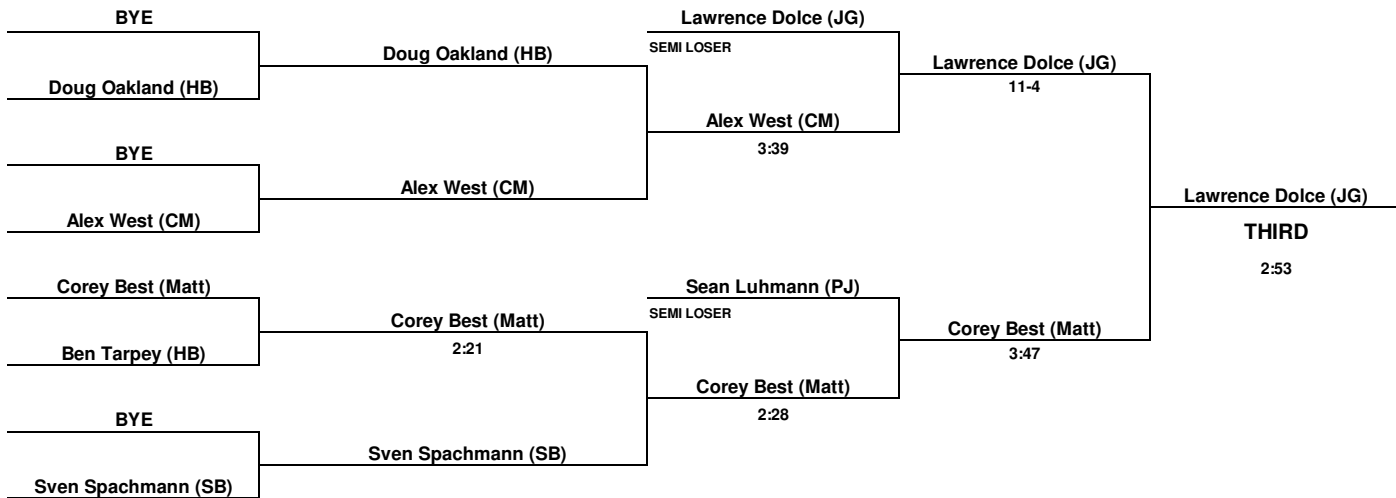 BYE
Doug Oakland (HB)
BYE
Alex West (CM)
Corey Best (Matt)
Ben Tarpey (HB)
BYE
Sven Spachmann (SB)
Doug Oakland (HB)
Alex West (CM)
Corey Best (Matt)
2:21
Sven Spachmann (SB)
Lawrence Dolce (JG)
SEMI LOSER
Alex West (CM)
3:39
Sean Luhmann (PJ)
SEMI LOSER
Corey Best (Matt)
2:28
Lawrence Dolce (JG)
11-4
Corey Best (Matt)
3:47
Lawrence Dolce (JG)
THIRD
2:53